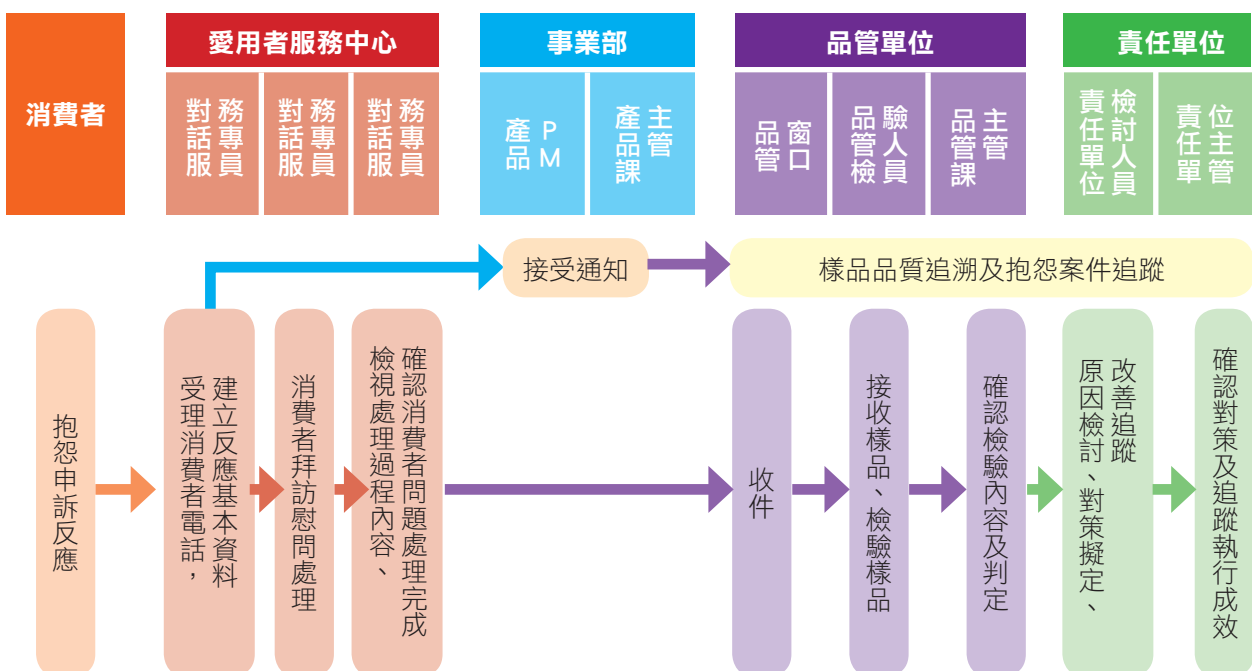 消費者
愛用者服務中心
對話服
務專員
對話服
務專員
對話服
務專員
事業部
產品
PM
產品課
主管
品管單位
品管
窗口
品管檢
驗人員
品管課
主管
責任單位
責任單位
檢討人員
責任單
位主管
接受通知
樣品品質追溯及抱怨案件追蹤
抱怨申訴反應
受理消費者電話，
建立反應基本資料
消費者拜訪慰問處理
檢視處理過程內容、
確認消費者問題處理完成
收件
接收樣品、檢驗樣品
確認檢驗內容及判定
原因檢討、對策擬定、
改善追蹤
確認對策及追蹤執行成效